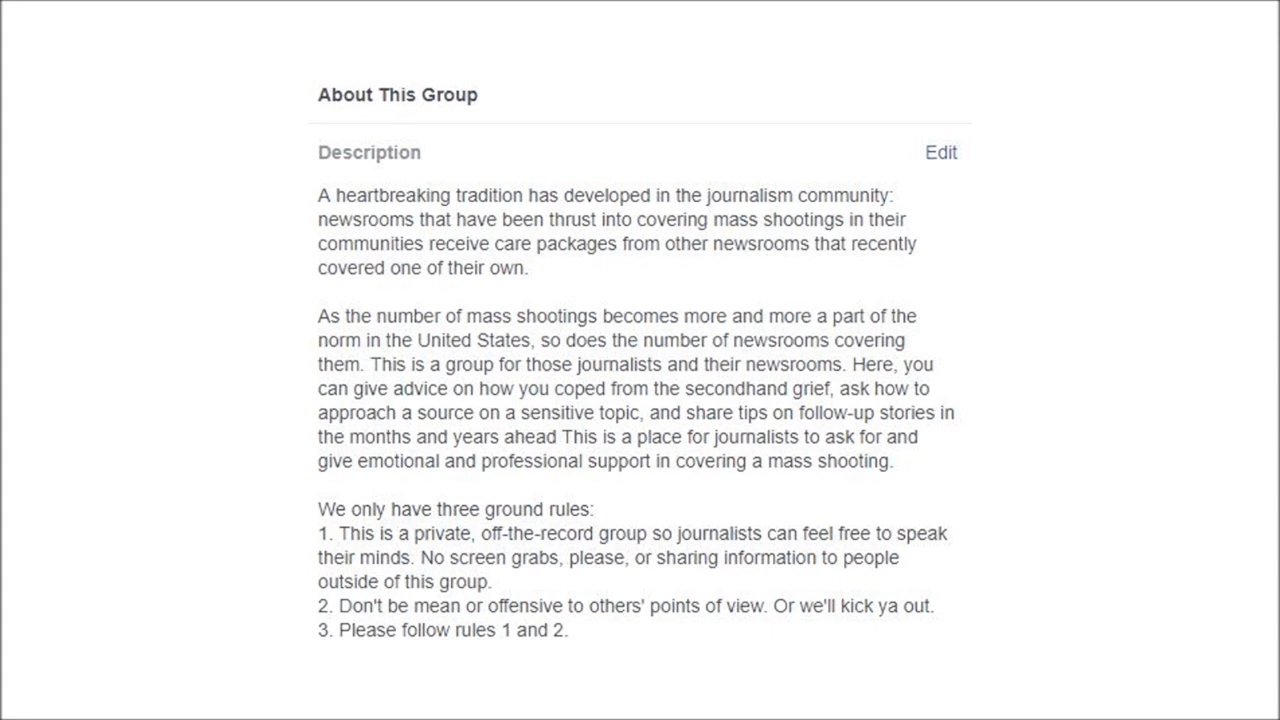 About This Group
Description
Edit
A heartbreaking tradition has developed in the journalism community:
newsrooms that have been thrust into covering mass shootings in their
communities receive care packages from other newsrooms that recently
covered one of their own.
As the number of mass shootings becomes more and more a part of the
norm in the United States, so does the number of newsrooms covering
them. This is a group for those journalists and their newsrooms. Here, you
can give advice on how you coped from the secondhand grief, ask how to
approach a source on a sensitive topic, and share tips on follow-up stories in
the months and years ahead This is a place for journalists to ask for and
give emotional and professional support in covering a mass shooting.
We only have three ground rules:
1. This is a private, off-the-record group so journalists can feel free to speak
their minds. No screen grabs, please, or sharing information to people
outside of this group.
2. Don't be mean or offensive to others' points of view. Or we'll kick ya out.
3. Please follow rules 1 and 2.